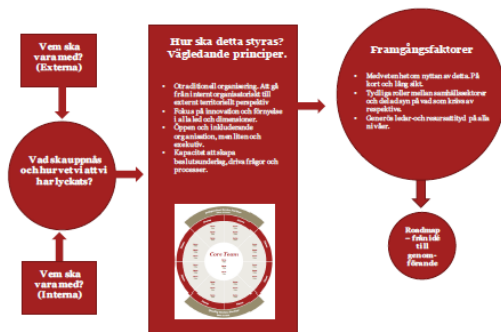 Vem ska
vara med?
(Externa)
Vad ska uppnås
och hur vet vi att vi
har lyckats?
Vem ska
vara med?
(Interna)
Hur ska detta styras?
Vägledande principer.
Otraditionell organisering. Att gå
från internt organisatoriskt till
externt territoriellt perspektiv
Fokus på innovation och förnyelse
i alla led och dimensioner.
Öppen och inkluderande
organisation, men liten och
exekutiv.
Kapacitet att skapa
beslutsunderlag, driva frågor och
processer.
Core Team
Framgångsfaktorer
Medvetenhet om nyttan av detta. På
kort och lång sikt.
Tydliga roller mellan samhällssektorer
och delad syn på vad som krävs av
respektive.
Generös ledar- och resurstid på alla
nivåer.
Roadmap
– från idé
till
genom-
förande